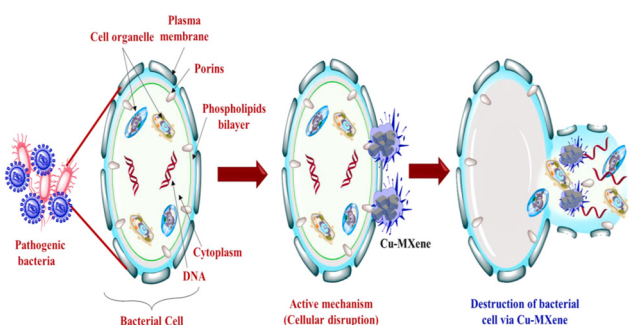 Plasma
membrane
Cell organelle
Porins
Phospholipids
bilayer
Pathogenic
bacteria
Cytoplasm
DNA
Bacterial Cell
Cu-MXene
Active mechanism
(Cellular disruption)
Destruction of bacterial
cell via Cu-MXene